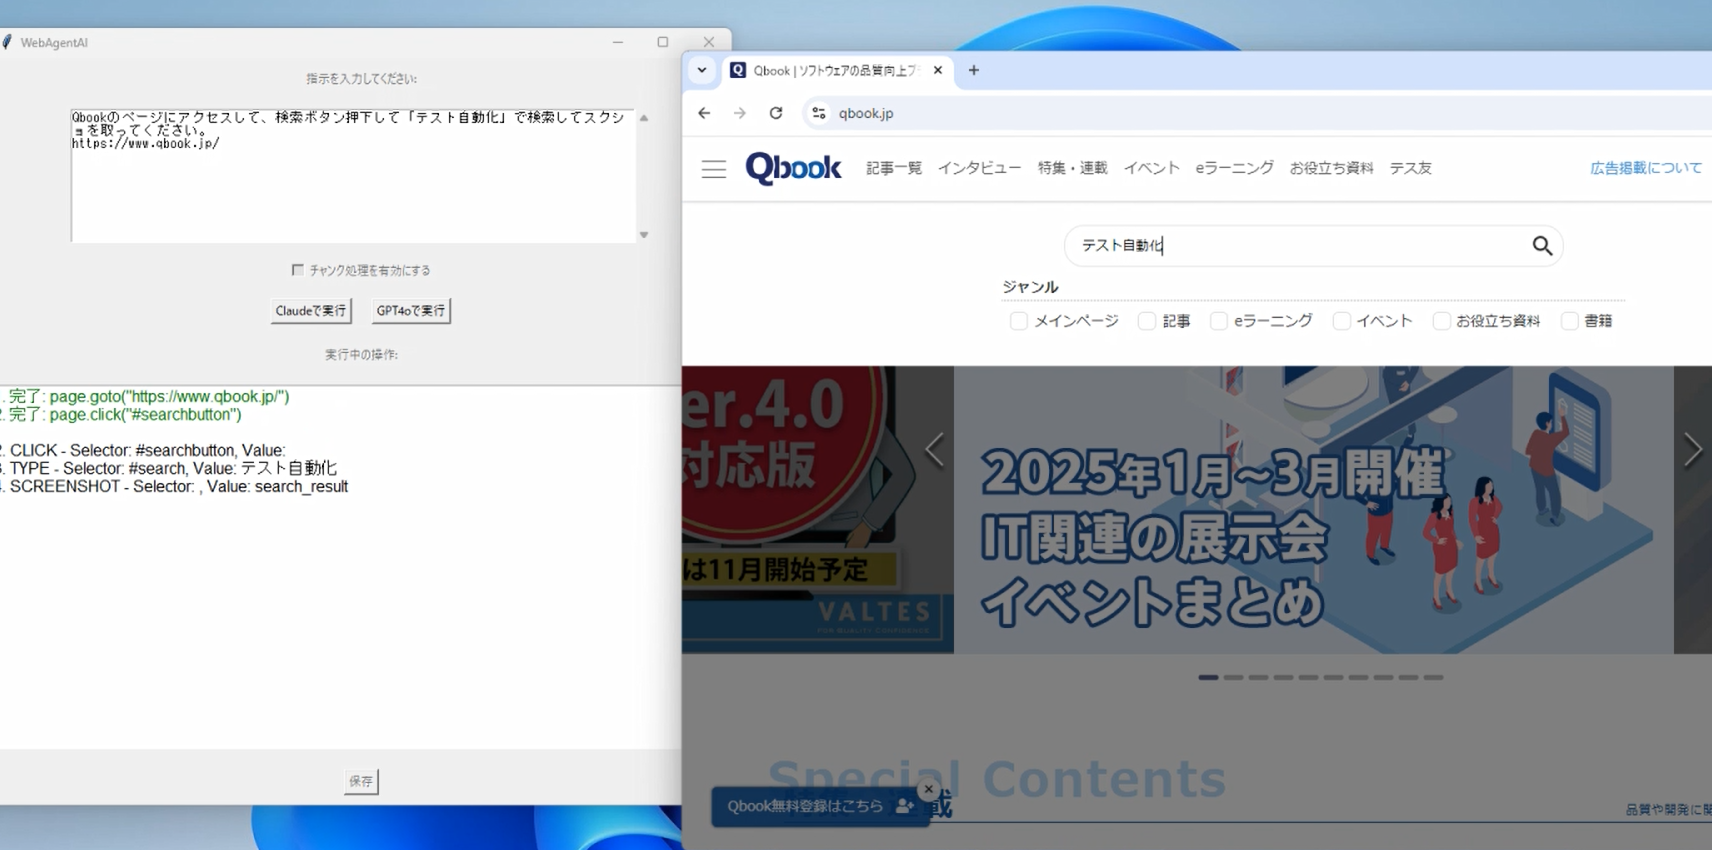 WebAgentAI
指示を入力してください:
Qbookのページにアクセスして、検索ボタン押下して「テスト自動化」で検索してスクシ
ョを取ってください。
https://www.qbook.jp/
チャンク処理を有効にする
Claudeで実行 GPT4oで実行
実行中の操作:
. 完了: page.goto("https://www.qbook.jp/")
. 完了: page.click("#searchbutton")
. CLICK - Selector: #searchbutton, Value:
. TYPE - Selector: #search, Value: テスト自動化
. SCREENSHOT - Selector: , Value: search_result
保存
Qbook | ソフトウェアの品質向上プ
qbook.jp
Qbook 記事一覧 インタビュー 特集・連載 イベント eラーニング お役立ち資料 テス友 広告掲載について
テスト自動化
ジャンル
メインページ 記事 eラーニング イベント お役立ち資料 書籍
er.4.0
対応版
は11月開始予定
VALTES
FOR QUALITY CONFIDENCE
2025年1月~3月開催
IT関連の展示会
イベントまとめ
Special Contents
載
Qbook無料登録はこちら
品質や開発に関